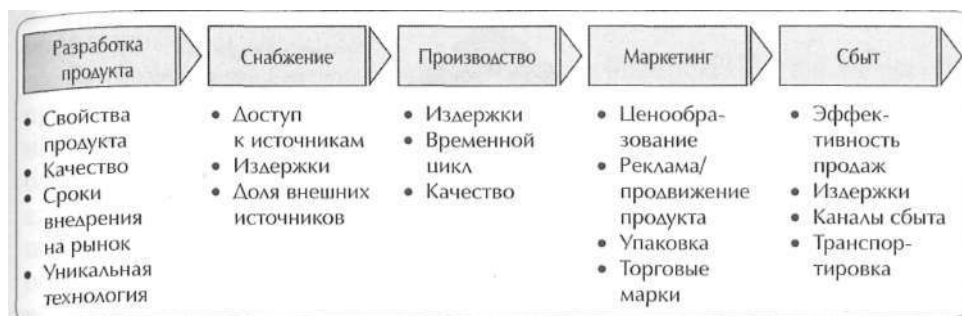 Разработка
продукта
Снабжение
Производство
Маркетинг
Сбыт
• Свойства
продукта
• Качество
• Сроки
внедрения
на рынок
• Уникальная
технология
• Доступ
к источникам
• Издержки
• Доля внешних
источников
• Издержки
• Временной
цикл
• Качество
• Ценообра-
зование
• Реклама/
продвижение
продукта
• Упаковка
• Торговые
марки
• Эффек-
тивность
продаж
• Издержки
• Каналы сбыта
• Транспор-
тировка